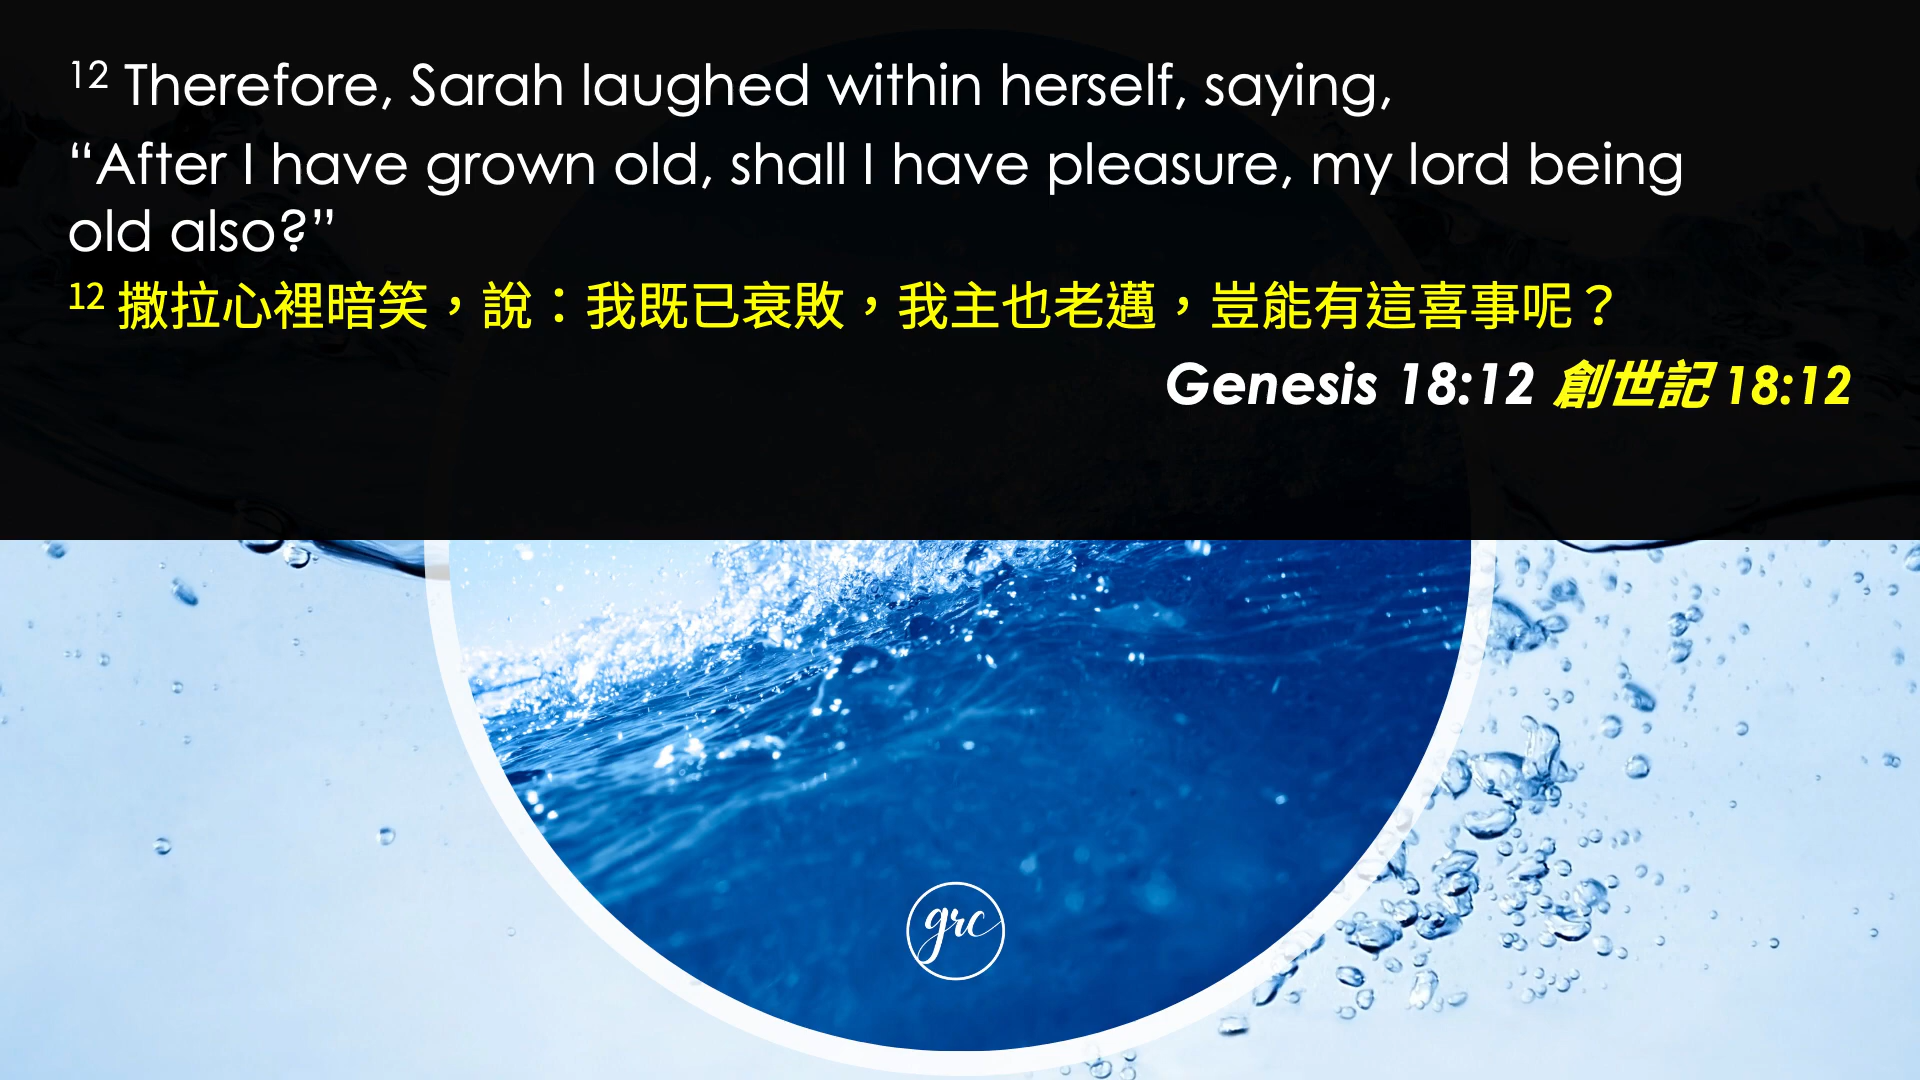 12 Therefore, Sarah laughed within herself, saying,
“After I have grown old, shall I have pleasure, my lord being
old also?”
12 撒拉心裡暗笑，說：我既已衰敗，我主也老邁，豈能有這喜事呢？
Genesis 18:12 創世記 18:12
grc